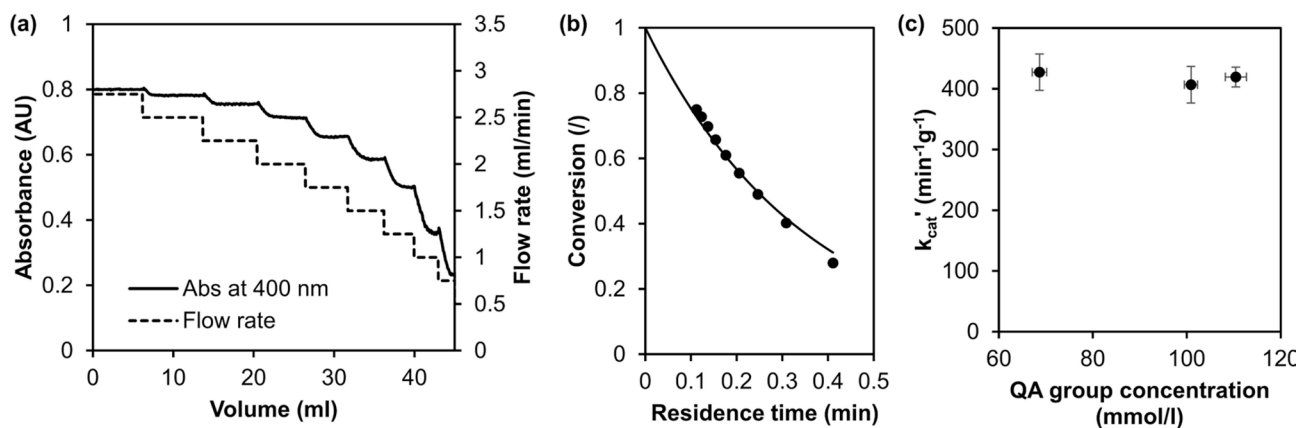 (a)
Absorbance (AU)
1
0.8
0.6
0.4
0.2
0
0 10 20 30 40
Volume (ml)
3.5
3
2.5
2
1.5
1
0.5
0
Flow rate (ml/min)
Abs at 400 nm
Flow rate
(b)
Conversion (/)
1
0.8
0.6
0.4
0.2
0
0 0.1 0.2 0.3 0.4 0.5
Residence time (min)
(c)
kcat' (min⁻¹g⁻¹)
500
400
300
200
100
0
60 80 100 120
QA group concentration
(mmol/l)